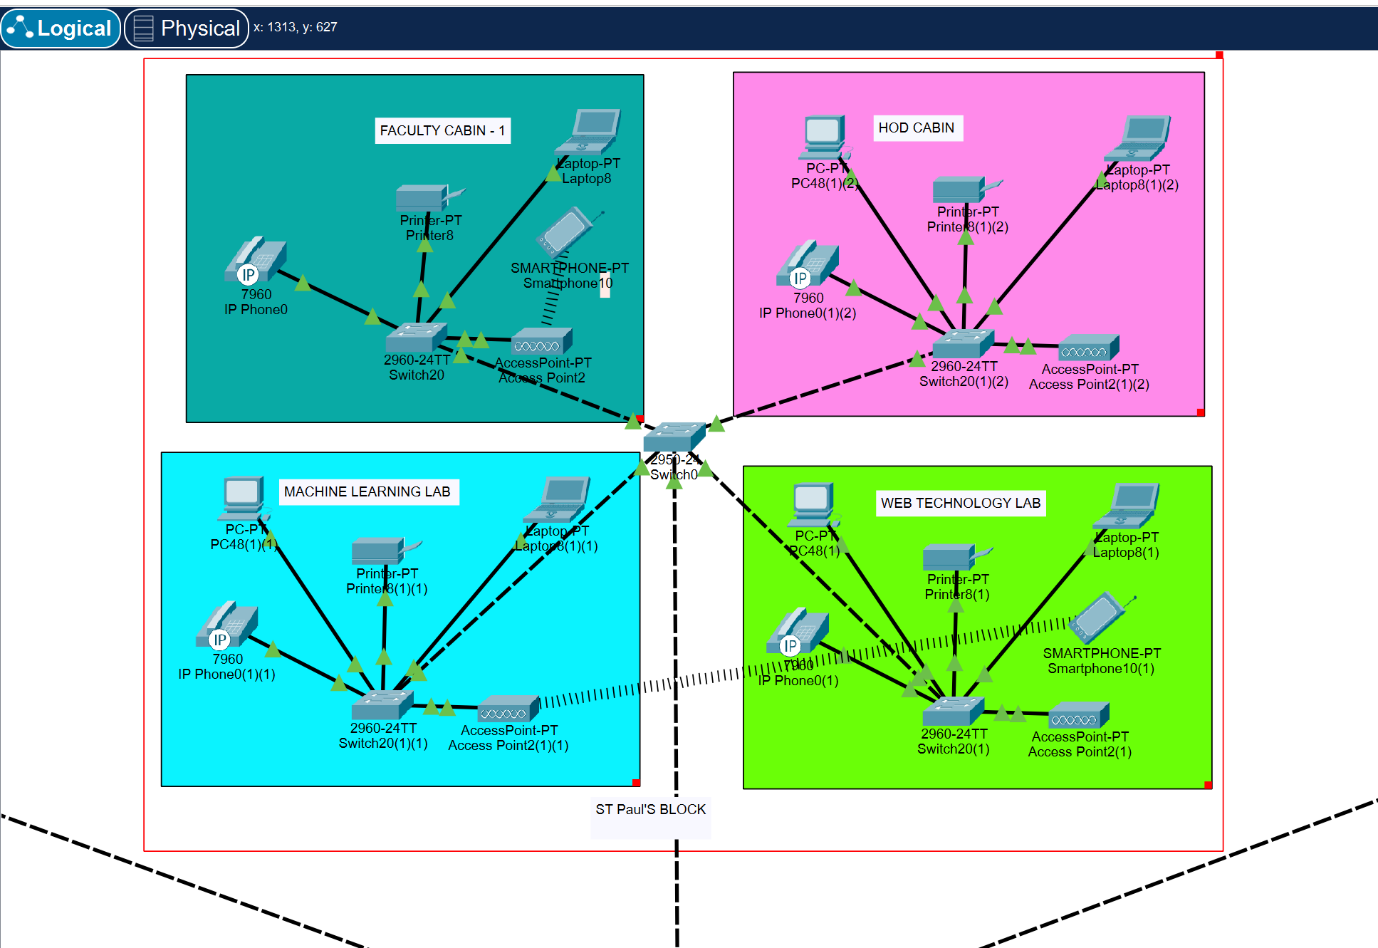 Logical
Physical
x: 1313, y: 627
FACULTY CABIN - 1
Laptop-PT
Laptop8
Printer-PT
Printer8
SMARTPHONE-PT
Smartphone10
IP
7960
IP Phone0
2960-24TT
Switch20
AccessPoint-PT
Access Point2
HOD CABIN
PC-PT
PC48(1)(2)
Laptop-PT
Laptop8(1)(2)
Printer-PT
Printer8(1)(2)
IP
7960
IP Phone0(1)(2)
2960-24TT
Switch20(1)(2)
AccessPoint-PT
Access Point2(1)(2)
2950-24
Switch0
MACHINE LEARNING LAB
PC-PT
PC48(1)(1)
Laptop-PT
Laptop8(1)(1)
Printer-PT
Printer8(1)(1)
IP
7960
IP Phone0(1)(1)
2960-24TT
Switch20(1)(1)
AccessPoint-PT
Access Point2(1)(1)
WEB TECHNOLOGY LAB
PC-PT
PC48(1)
Laptop-PT
Laptop8(1)
Printer-PT
Printer8(1)
IP
7960
IP Phone0(1)
SMARTPHONE-PT
Smartphone10(1)
2960-24TT
Switch20(1)
AccessPoint-PT
Access Point2(1)
ST Paul'S BLOCK